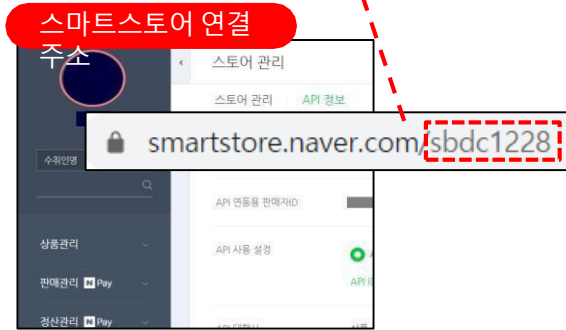 스마트스토어 연결
주소
스토어 관리
스토어 관리 API 정보
smartstore.naver.com/sbdc1228
수취인명
API 연동용 판매자ID
상품관리
API 사용 설정
판매관리 N Pay
정산관리 N Pay